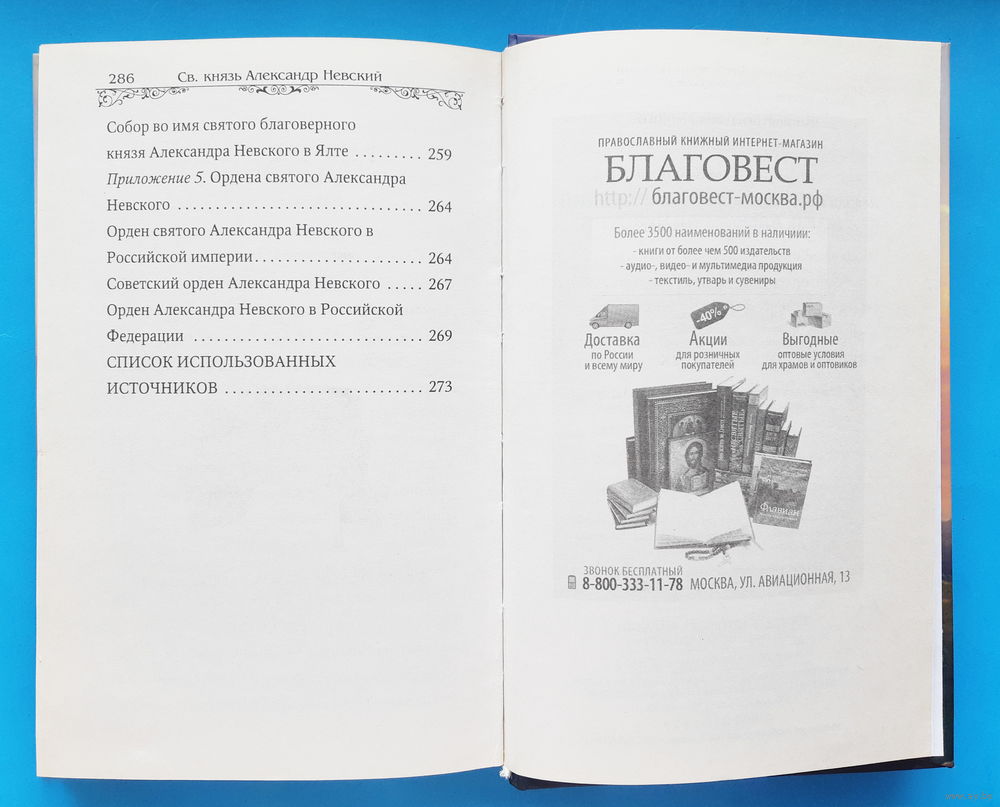 286 Св. князь Александр Невский
Собор во имя святого благоверного
князя Александра Невского в Ялте ......... 259
Приложение 5. Ордена святого Александра
Невского ................................ 264
Орден святого Александра Невского в
Российской империи...................... 264
Советский орден Александра Невского ..... 267
Орден Александра Невского в Российской
Федерации .............................. 269
СПИСОК ИСПОЛЬЗОВАННЫХ
ИСТОЧНИКОВ .......................... 273
ПРАВОСЛАВНЫЙ КНИЖНЫЙ ИНТЕРНЕТ-МАГАЗИН
БЛАГОВЕСТ
http:// благовест-москва.рф
Более 3500 наименований в наличиии:
- книги от более чем 500 издательств
- аудио-, видео- и мультимедиа продукция
- текстиль, утварь и сувениры
-40%
Доставка
по России
и всему миру
Акции
для розничных
покупателей
Выгодные
оптовые условия
для храмов и оптовиков
Флавиан
ЗВОНОК БЕСПЛАТНЫЙ
8-800-333-11-78 МОСКВА, УЛ. АВИАЦИОННАЯ, 13